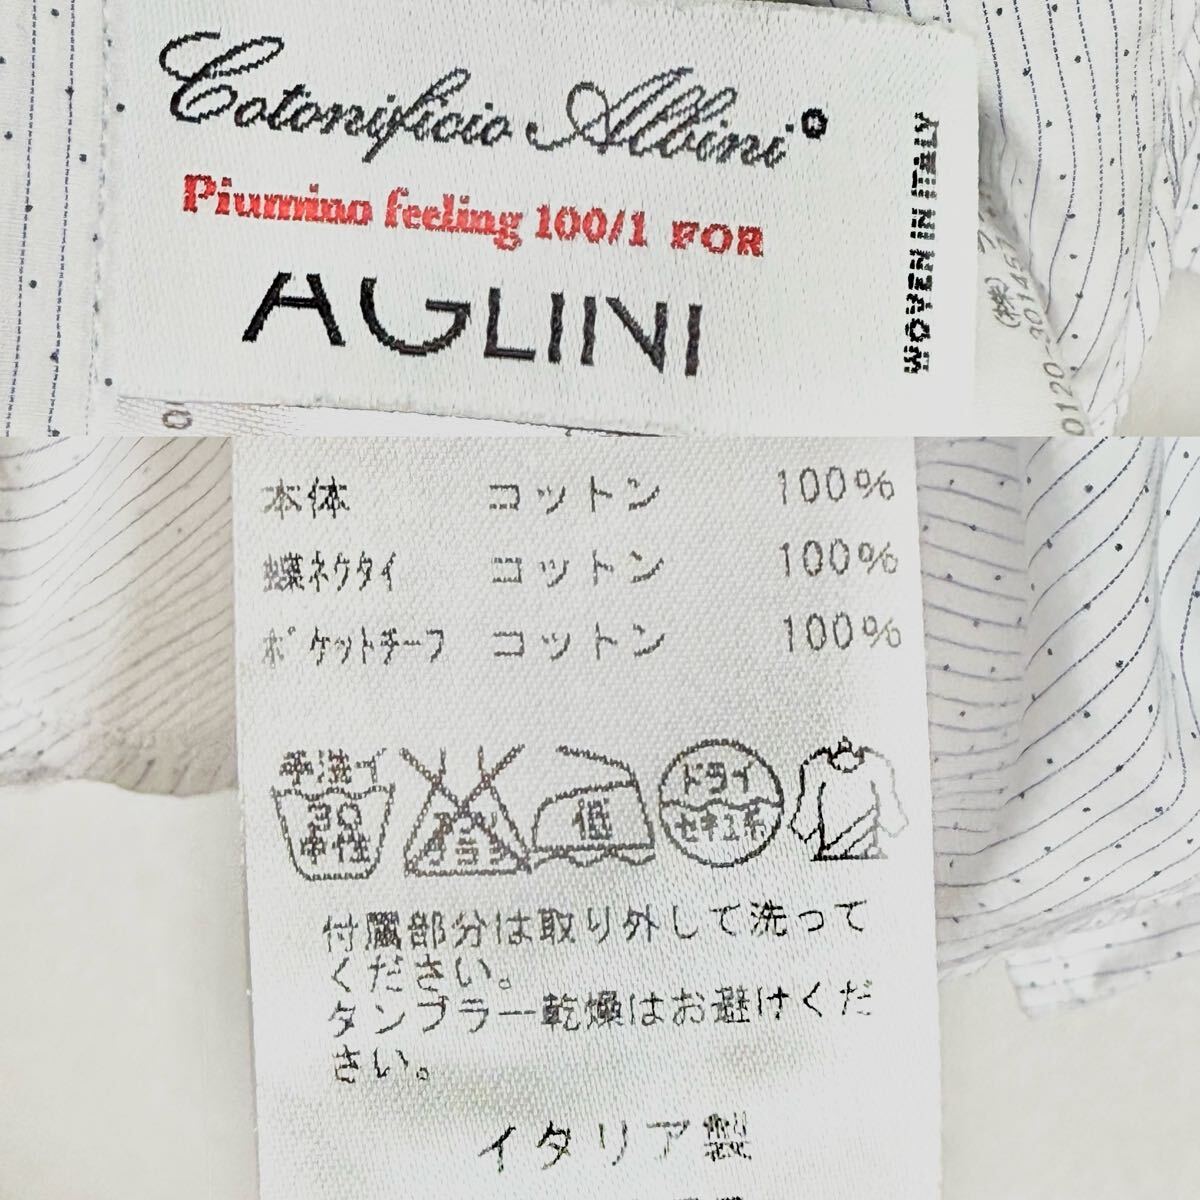 Cotonificio Albini®
Piumino feeling 100/1 FOR
AGLINI
WOVEN IN ITALY
本体 コットン 100%
蝶ネクタイ コットン 100%
ポケットチーフ コットン 100%
手洗イ
30
中性
低
ドライ
セキユ系
付属部分は取り外して洗って
ください。
タンブラー乾燥はお避けくだ
さい。
イタリア製